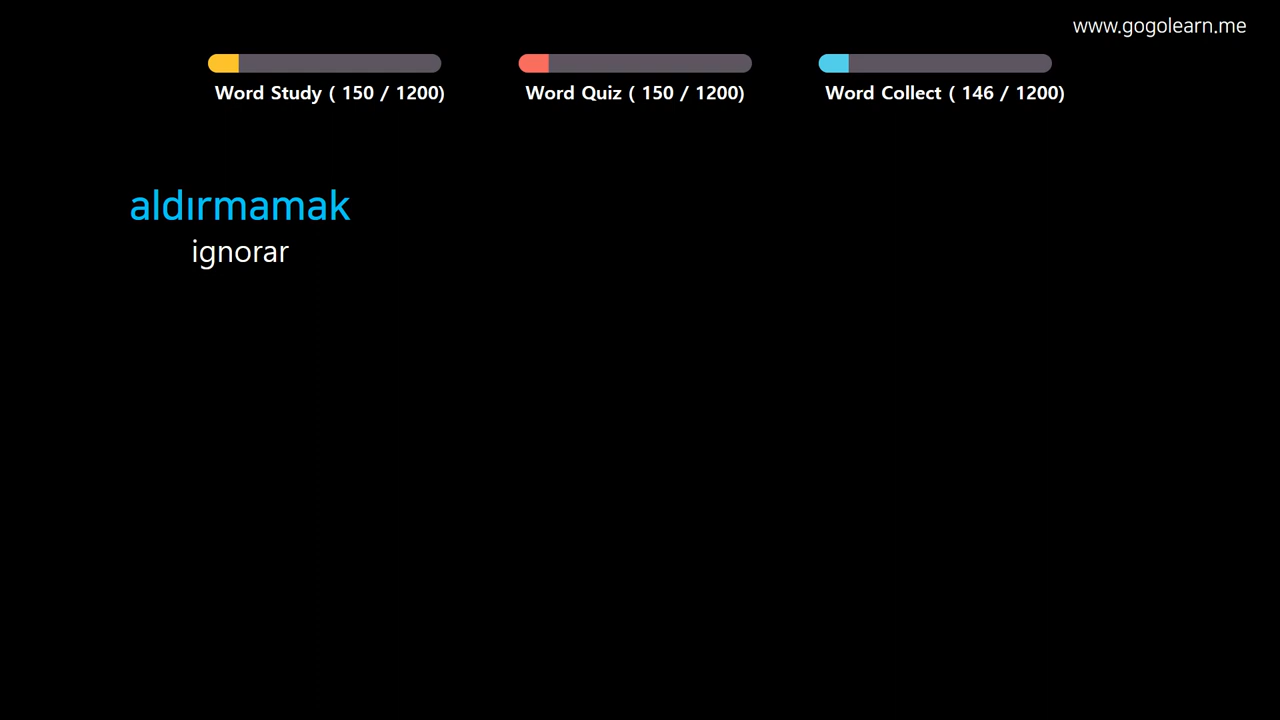 www.gogolearn.me
Word Study ( 150 / 1200)
Word Quiz ( 150 / 1200)
Word Collect ( 146 / 1200)
aldırmamak
ignorar